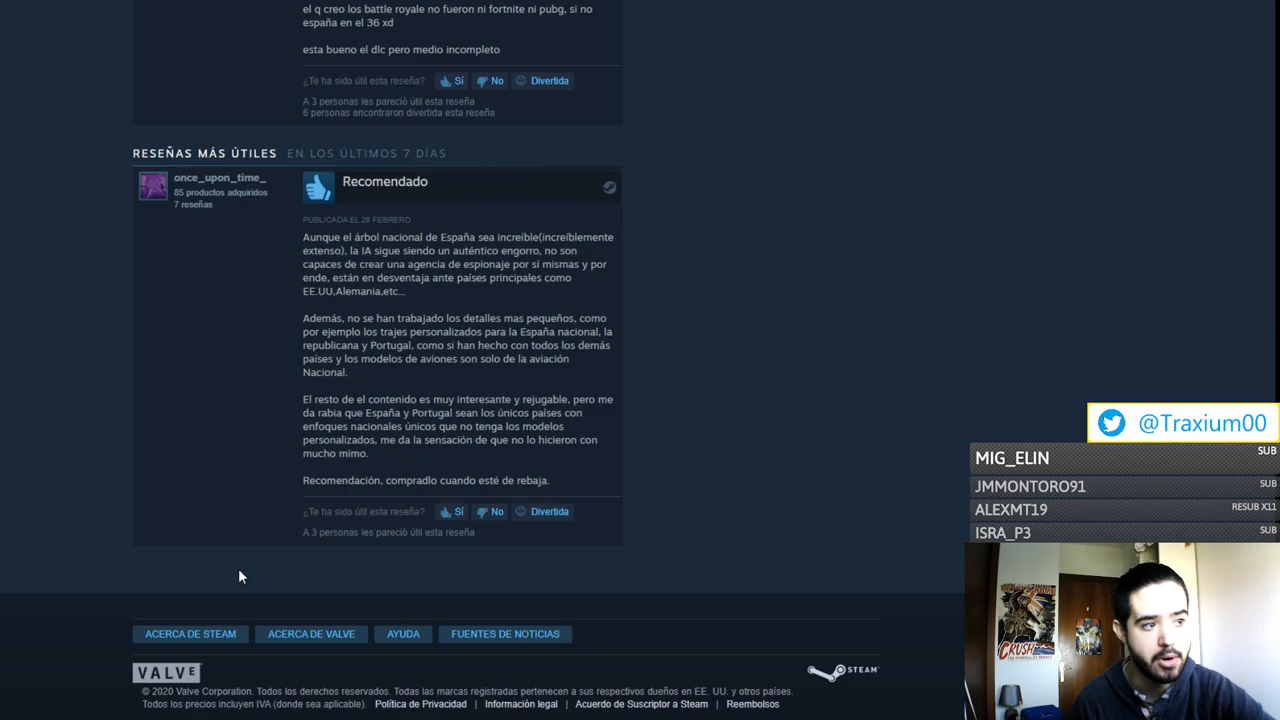 el q creo los battle royale no fueron ni fortnite ni pubg, si no
españa en el 36 xd
esta bueno el dlc pero medio incompleto
¿Te ha sido útil esta reseña? Sí No Divertida
A 3 personas les pareció útil esta reseña
6 personas encontraron divertida esta reseña
RESEÑAS MÁS ÚTILES EN LOS ÚLTIMOS 7 DÍAS
once_upon_time_
85 productos adquiridos
7 reseñas
Recomendado
PUBLICADA EL 28 FEBRERO
Aunque el árbol nacional de España sea increíble(increíblemente
extenso), la IA sigue siendo un auténtico engorro, no son
capaces de crear una agencia de espionaje por sí mismas y por
ende, están en desventaja ante países principales como
EE.UU,Alemania,etc...
Además, no se han trabajado los detalles mas pequeños, como
por ejemplo los trajes personalizados para la España nacional, la
republicana y Portugal, como si han hecho con todos los demás
países y los modelos de aviones son solo de la aviación
Nacional.
El resto de el contenido es muy interesante y rejugable, pero me
da rabia que España y Portugal sean los únicos países con
enfoques nacionales únicos que no tenga los modelos
personalizados, me da la sensación de que no lo hicieron con
mucho mimo.
Recomendación, compradlo cuando esté de rebaja.
¿Te ha sido útil esta reseña? Sí No Divertida
A 3 personas les pareció útil esta reseña
@Traxium00
MIG_ELIN SUB
JMMONTORO91 SUB
ALEXMT19 RESUB X11
ISRA_P3 SUB
CRUSH
ACERCA DE STEAM ACERCA DE VALVE AYUDA FUENTES DE NOTICIAS
VALVE STEAM
© 2020 Valve Corporation. Todos los derechos reservados. Todas las marcas registradas pertenecen a sus respectivos dueños en EE. UU. y otros países.
Todos los precios incluyen IVA (donde sea aplicable). Política de Privacidad | Información legal | Acuerdo de Suscriptor a Steam | Reembolsos